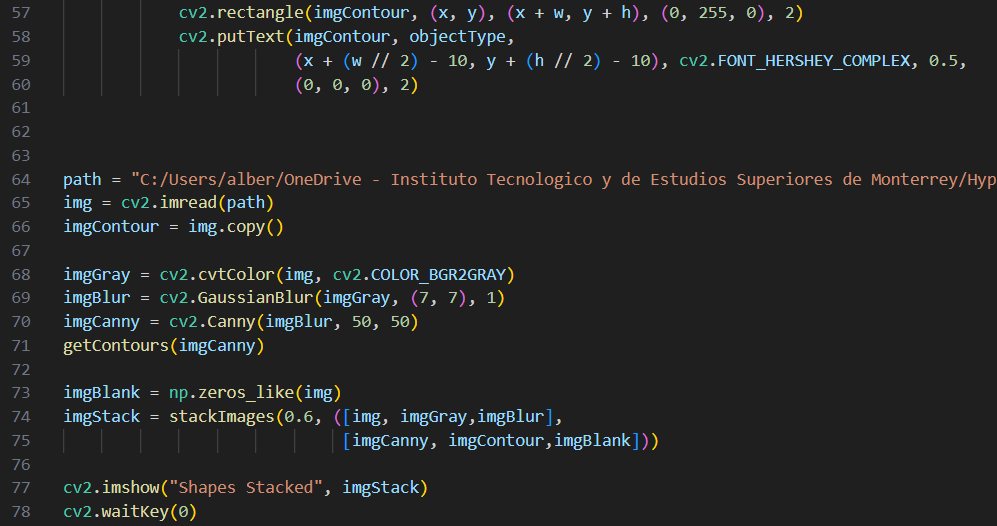 57 cv2.rectangle(imgContour, (x, y), (x + w, y + h), (0, 255, 0), 2)
58 cv2.putText(imgContour, objectType,
59 (x + (w // 2) - 10, y + (h // 2) - 10), cv2.FONT_HERSHEY_COMPLEX, 0.5,
60 (0, 0, 0), 2)
61
62
63
64 path = "C:/Users/alber/OneDrive - Instituto Tecnologico y de Estudios Superiores de Monterrey/Hyp
65 img = cv2.imread(path)
66 imgContour = img.copy()
67
68 imgGray = cv2.cvtColor(img, cv2.COLOR_BGR2GRAY)
69 imgBlur = cv2.GaussianBlur(imgGray, (7, 7), 1)
70 imgCanny = cv2.Canny(imgBlur, 50, 50)
71 getContours(imgCanny)
72
73 imgBlank = np.zeros_like(img)
74 imgStack = stackImages(0.6, ([img, imgGray,imgBlur],
75 [imgCanny, imgContour,imgBlank]))
76
77 cv2.imshow("Shapes Stacked", imgStack)
78 cv2.waitKey(0)